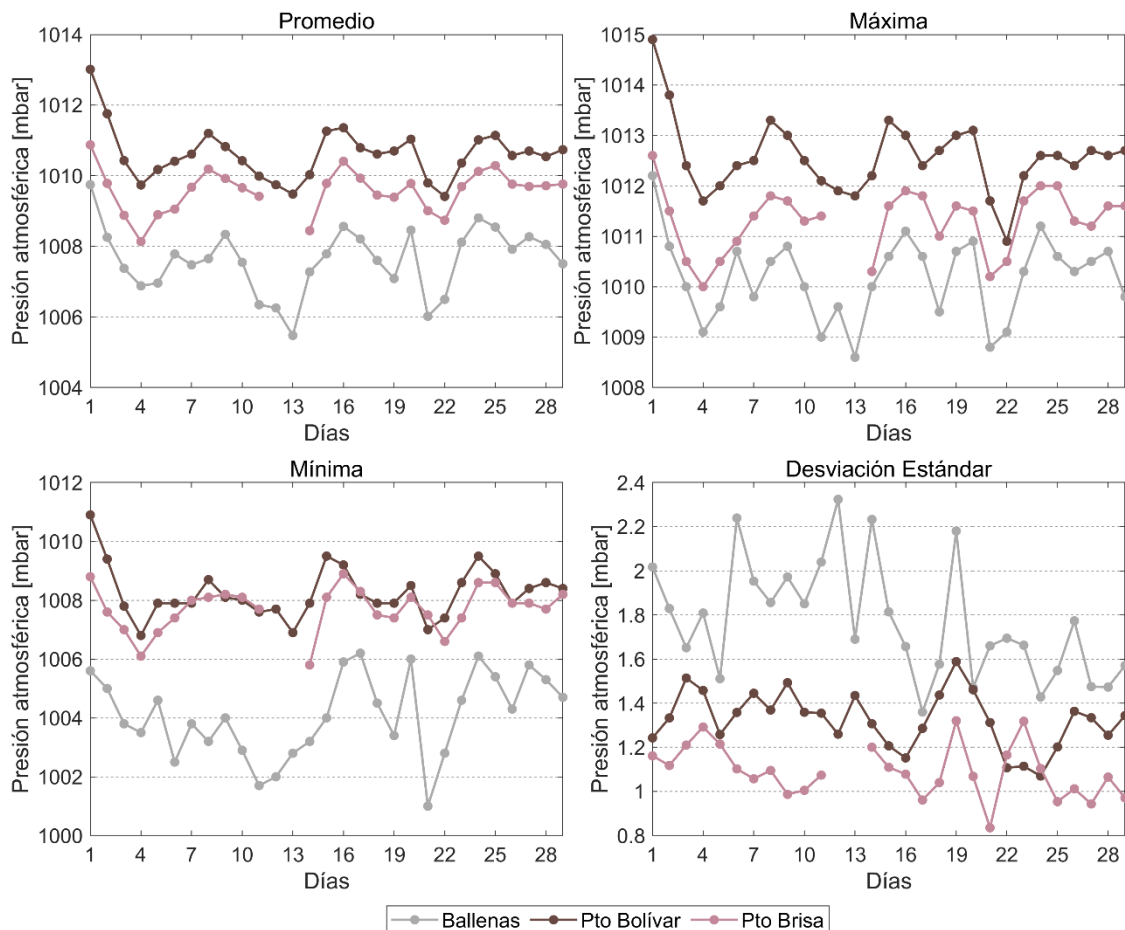 Promedio
Presión atmosférica [mbar]
1014
1012
1010
1008
1006
1004
1 4 7 10 13 16 19 22 25 28
Días
Máxima
Presión atmosférica [mbar]
1015
1014
1013
1012
1011
1010
1009
1008
1 4 7 10 13 16 19 22 25 28
Días
Mínima
Presión atmosférica [mbar]
1012
1010
1008
1006
1004
1002
1000
1 4 7 10 13 16 19 22 25 28
Días
Desviación Estándar
Presión atmosférica [mbar]
2.4
2.2
2
1.8
1.6
1.4
1.2
1
0.8
1 4 7 10 13 16 19 22 25 28
Días
Ballenas Pto Bolívar Pto Brisa